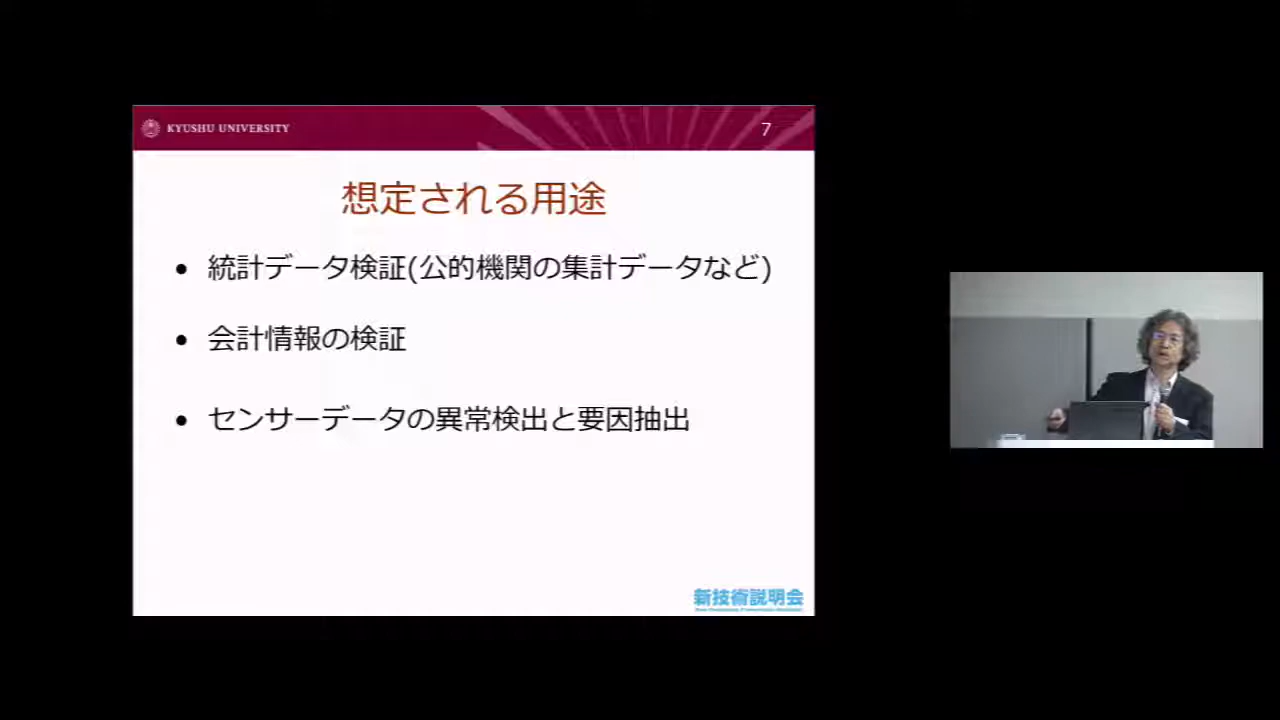 KYUSHU UNIVERSITY
7
想定される用途
• 統計データ検証(公的機関の集計データなど)
• 会計情報の検証
• センサーデータの異常検出と要因抽出
新技術説明会